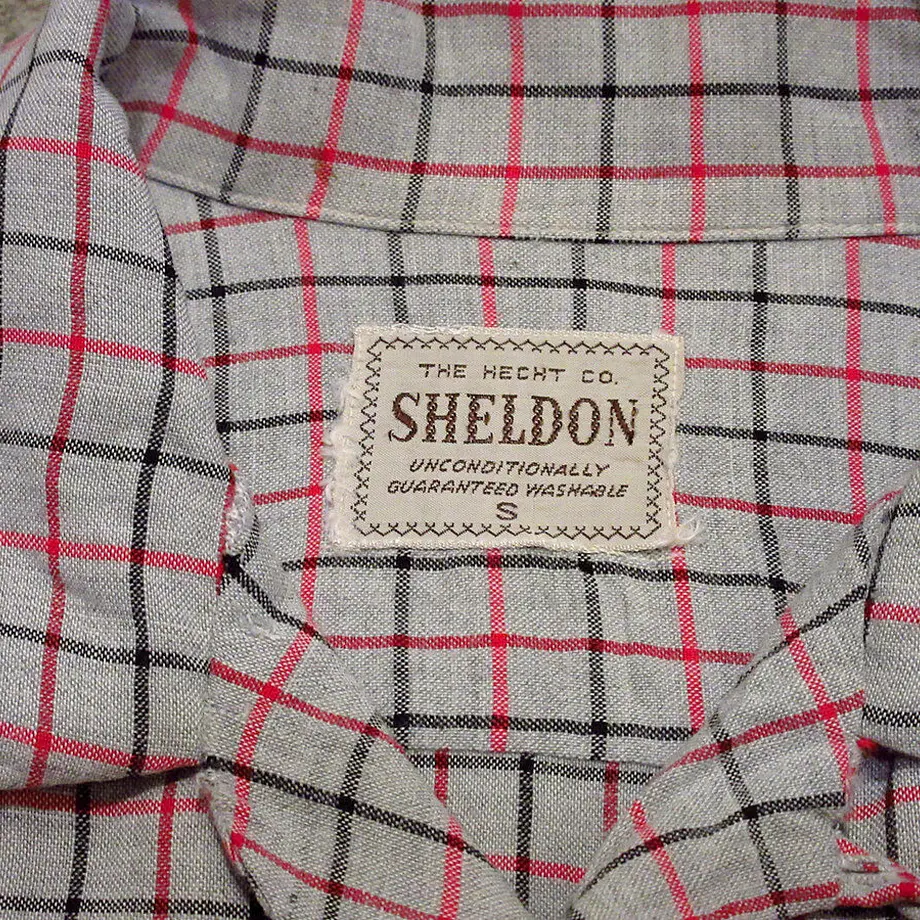 THE HECHT CO.
SHELDON
UNCONDITIONALLY
GUARANTEED WASHABLE
S